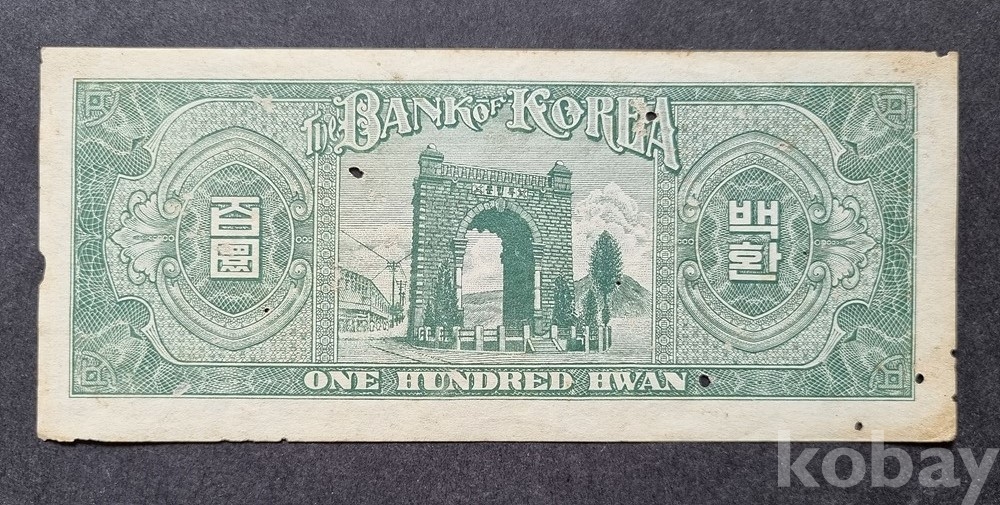 The BANK OF KOREA
百圜
백환
ONE HUNDRED HWAN
kobay